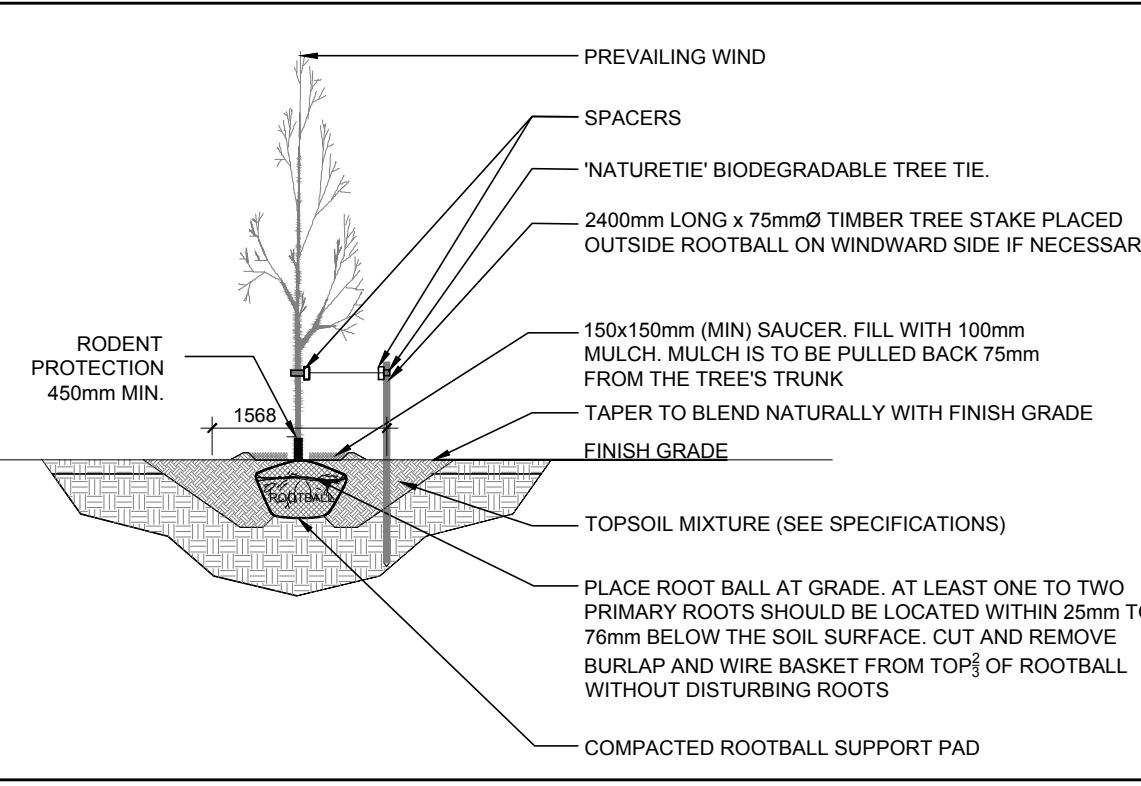 PREVAILING WIND
SPACERS
'NATURETIE' BIODEGRADABLE TREE TIE.
2400mm LONG x 75mmØ TIMBER TREE STAKE PLACED
OUTSIDE ROOTBALL ON WINDWARD SIDE IF NECESSAR
150x150mm (MIN) SAUCER. FILL WITH 100mm
MULCH. MULCH IS TO BE PULLED BACK 75mm
FROM THE TREE'S TRUNK
RODENT
PROTECTION
450mm MIN.
1568
TAPER TO BLEND NATURALLY WITH FINISH GRADE
FINISH GRADE
ROOTBALL
TOPSOIL MIXTURE (SEE SPECIFICATIONS)
PLACE ROOT BALL AT GRADE. AT LEAST ONE TO TWO
PRIMARY ROOTS SHOULD BE LOCATED WITHIN 25mm TO
76mm BELOW THE SOIL SURFACE. CUT AND REMOVE
BURLAP AND WIRE BASKET FROM TOP 2/3 OF ROOTBALL
WITHOUT DISTURBING ROOTS
COMPACTED ROOTBALL SUPPORT PAD